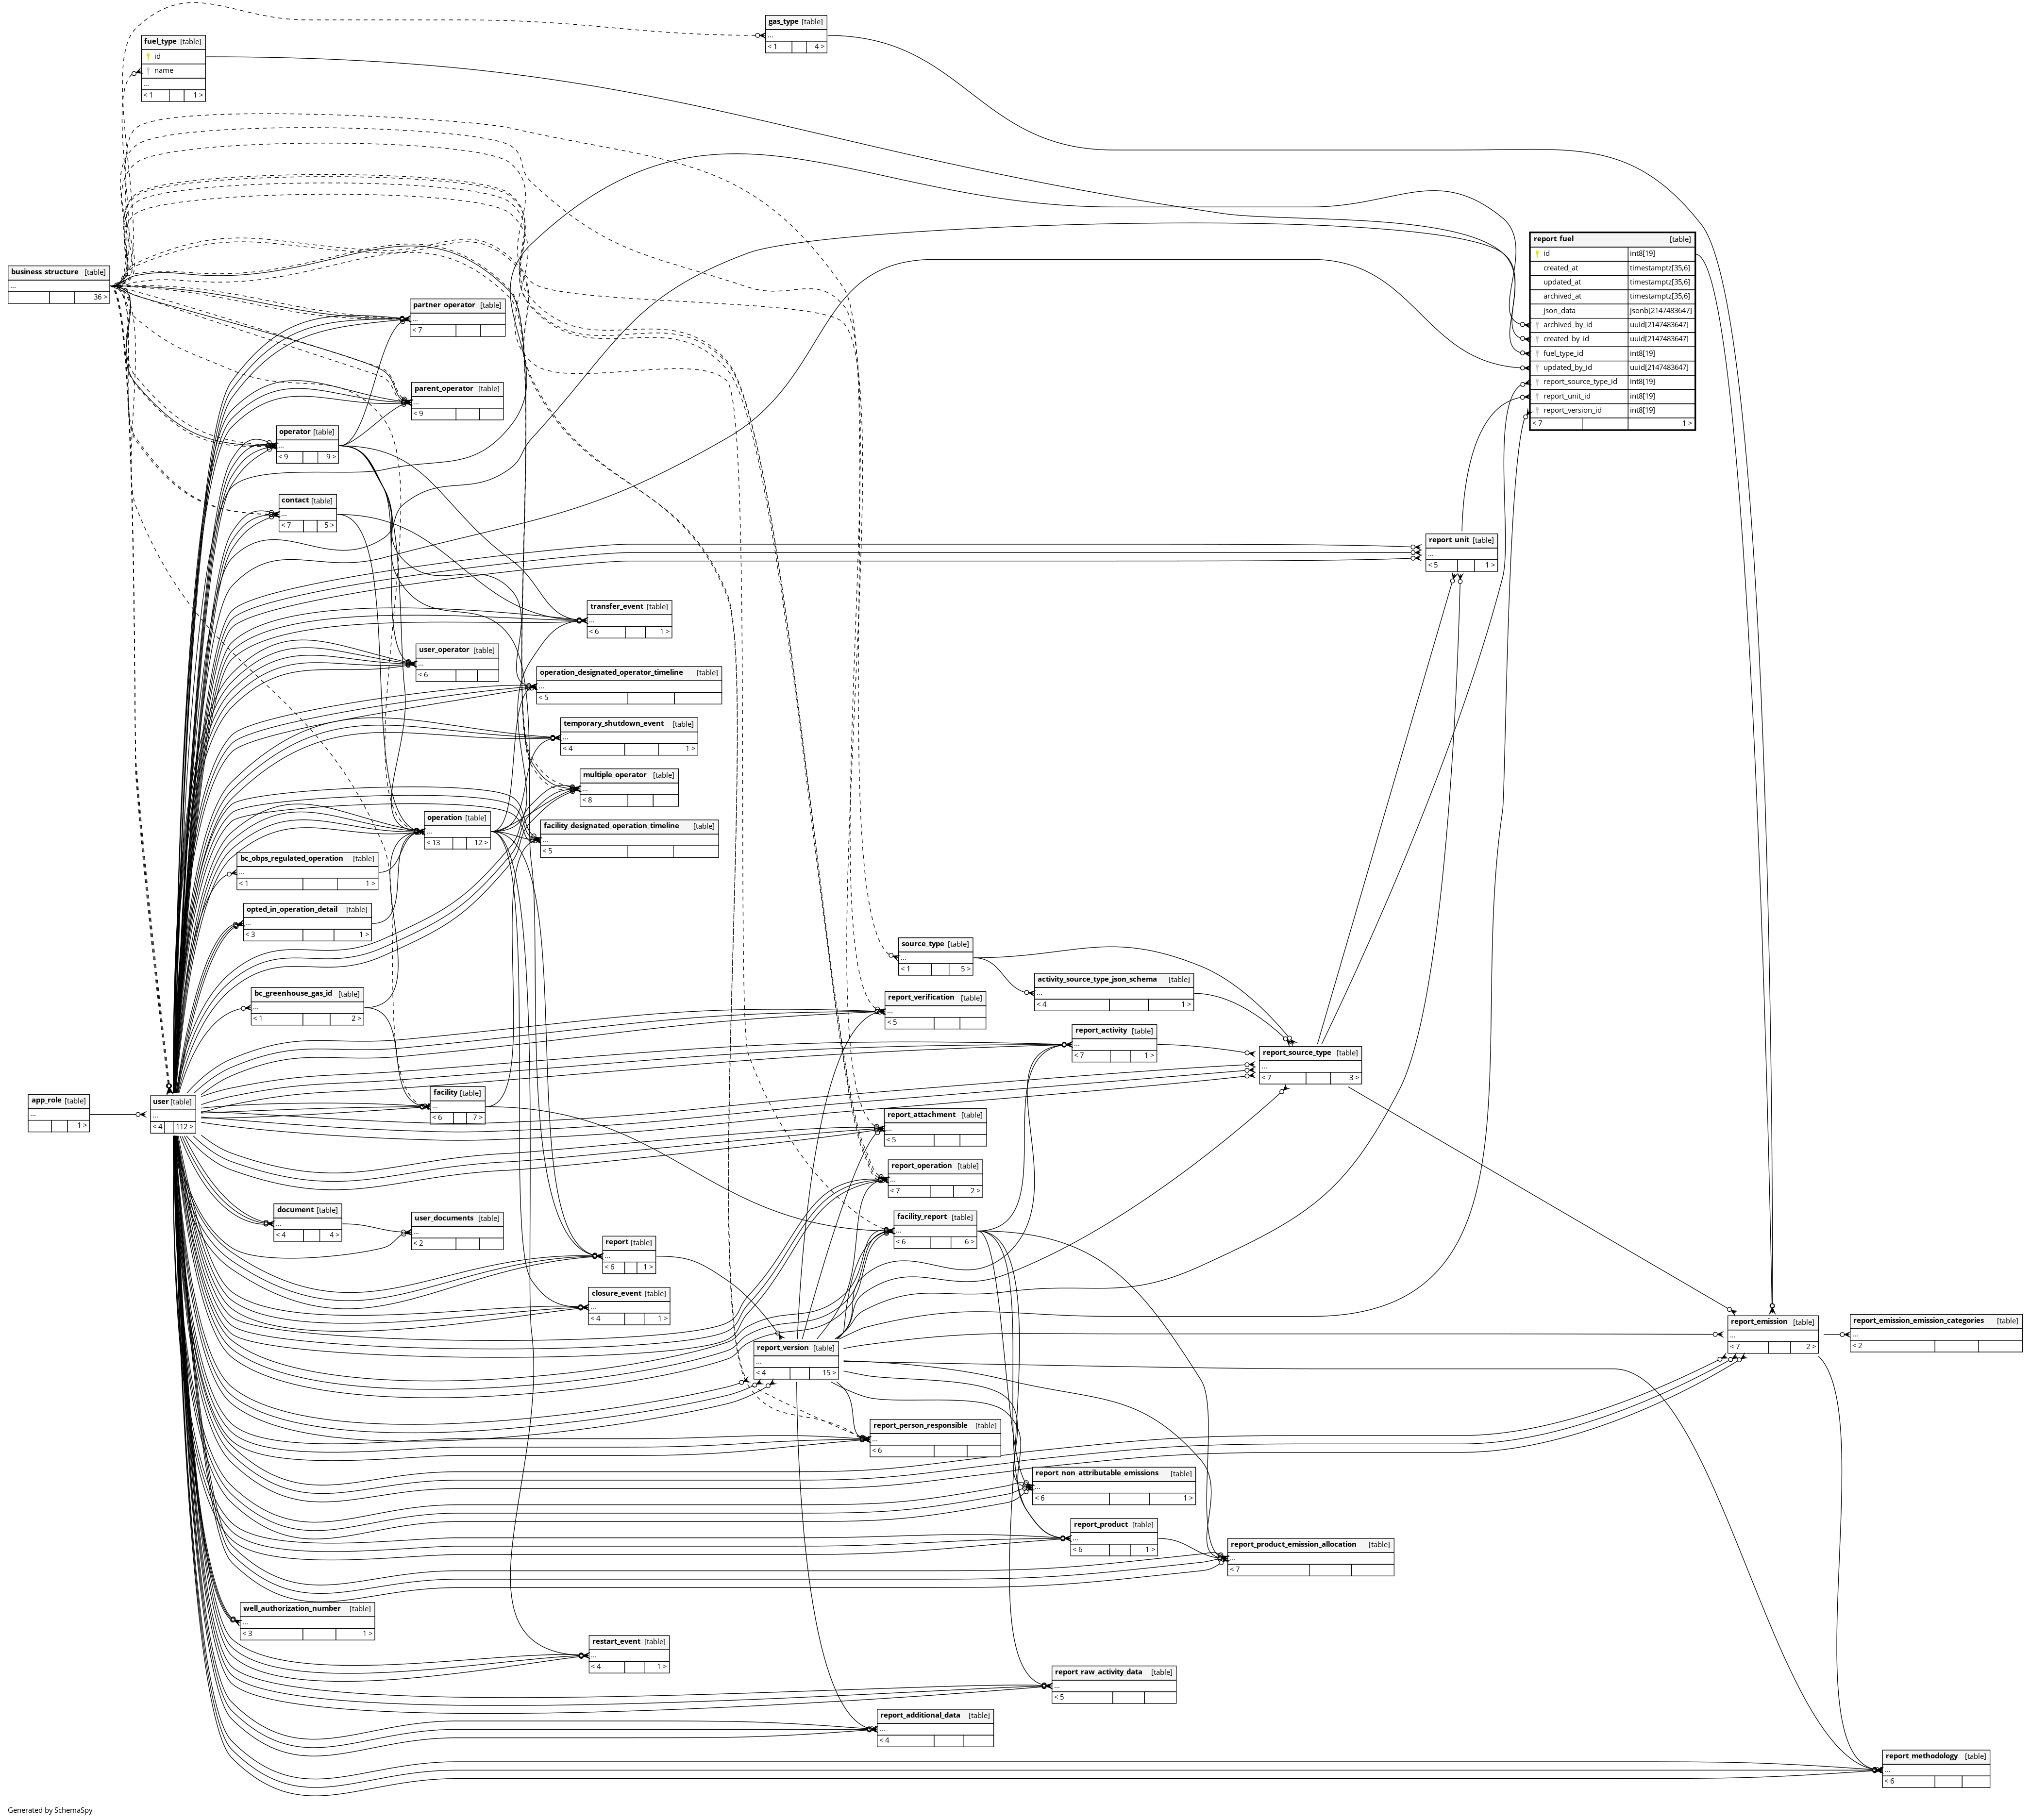 gas_type [table]
...
< 1 4 >
fuel_type [table]
id
name
...
< 1 1 >
report_fuel [table]
id int8[19]
created_at timestamptz[35,6]
updated_at timestamptz[35,6]
archived_at timestamptz[35,6]
json_data jsonb[2147483647]
archived_by_id uuid[2147483647]
created_by_id uuid[2147483647]
fuel_type_id int8[19]
updated_by_id uuid[2147483647]
report_source_type_id int8[19]
report_unit_id int8[19]
report_version_id int8[19]
< 7 1 >
business_structure [table]
...
36 >
partner_operator [table]
...
< 7
parent_operator [table]
...
< 9
operator [table]
...
< 9 9 >
contact [table]
...
< 7 5 >
report_unit [table]
...
< 5 1 >
transfer_event [table]
...
< 6 1 >
user_operator [table]
...
< 6
operation_designated_operator_timeline [table]
...
< 5
temporary_shutdown_event [table]
...
< 4 1 >
multiple_operator [table]
...
< 8
operation [table]
...
< 13 12 >
facility_designated_operation_timeline [table]
...
< 5
bc_obps_regulated_operation [table]
...
< 1 1 >
opted_in_operation_detail [table]
...
< 3 1 >
source_type [table]
...
< 1 5 >
activity_source_type_json_schema [table]
...
< 4 1 >
bc_greenhouse_gas_id [table]
...
< 1 2 >
report_verification [table]
...
< 5
report_activity [table]
...
< 7 1 >
report_source_type [table]
...
< 7 3 >
facility [table]
...
< 6 7 >
app_role [table]
...
1 >
user [table]
...
< 4 112 >
report_attachment [table]
...
< 5
report_operation [table]
...
< 7 2 >
document [table]
...
< 4 4 >
user_documents [table]
...
< 2
facility_report [table]
...
< 6 6 >
report [table]
...
< 6 1 >
closure_event [table]
...
< 4 1 >
report_emission [table]
...
< 7 2 >
report_emission_emission_categories [table]
...
< 2
report_version [table]
...
< 4 15 >
report_person_responsible [table]
...
< 6
report_non_attributable_emissions [table]
...
< 6 1 >
report_product [table]
...
< 6 1 >
report_product_emission_allocation [table]
...
< 7
well_authorization_number [table]
...
< 3 1 >
restart_event [table]
...
< 4 1 >
report_raw_activity_data [table]
...
< 5
report_additional_data [table]
...
< 4
report_methodology [table]
...
< 6
Generated by SchemaSpy